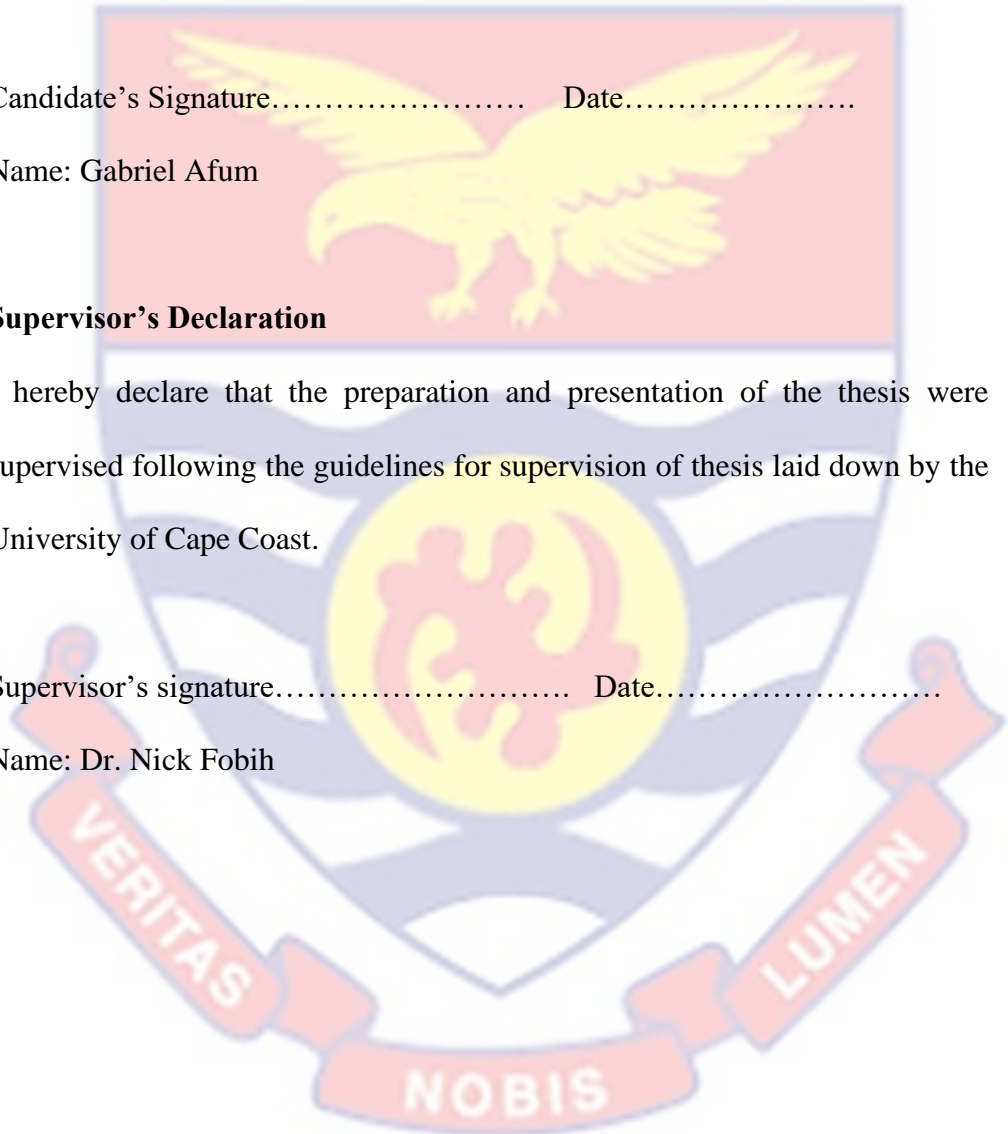 Candidate’s Signature…………………… Date………………….
Name: Gabriel Afum
Supervisor’s Declaration
hereby declare that the preparation and presentation of the thesis were
supervised following the guidelines for supervision of thesis laid down by the
University of Cape Coast.
Supervisor’s signature………………………. Date………………………
Name: Dr. Nick Fobih
VERITAS
NOBIS
LUMEN